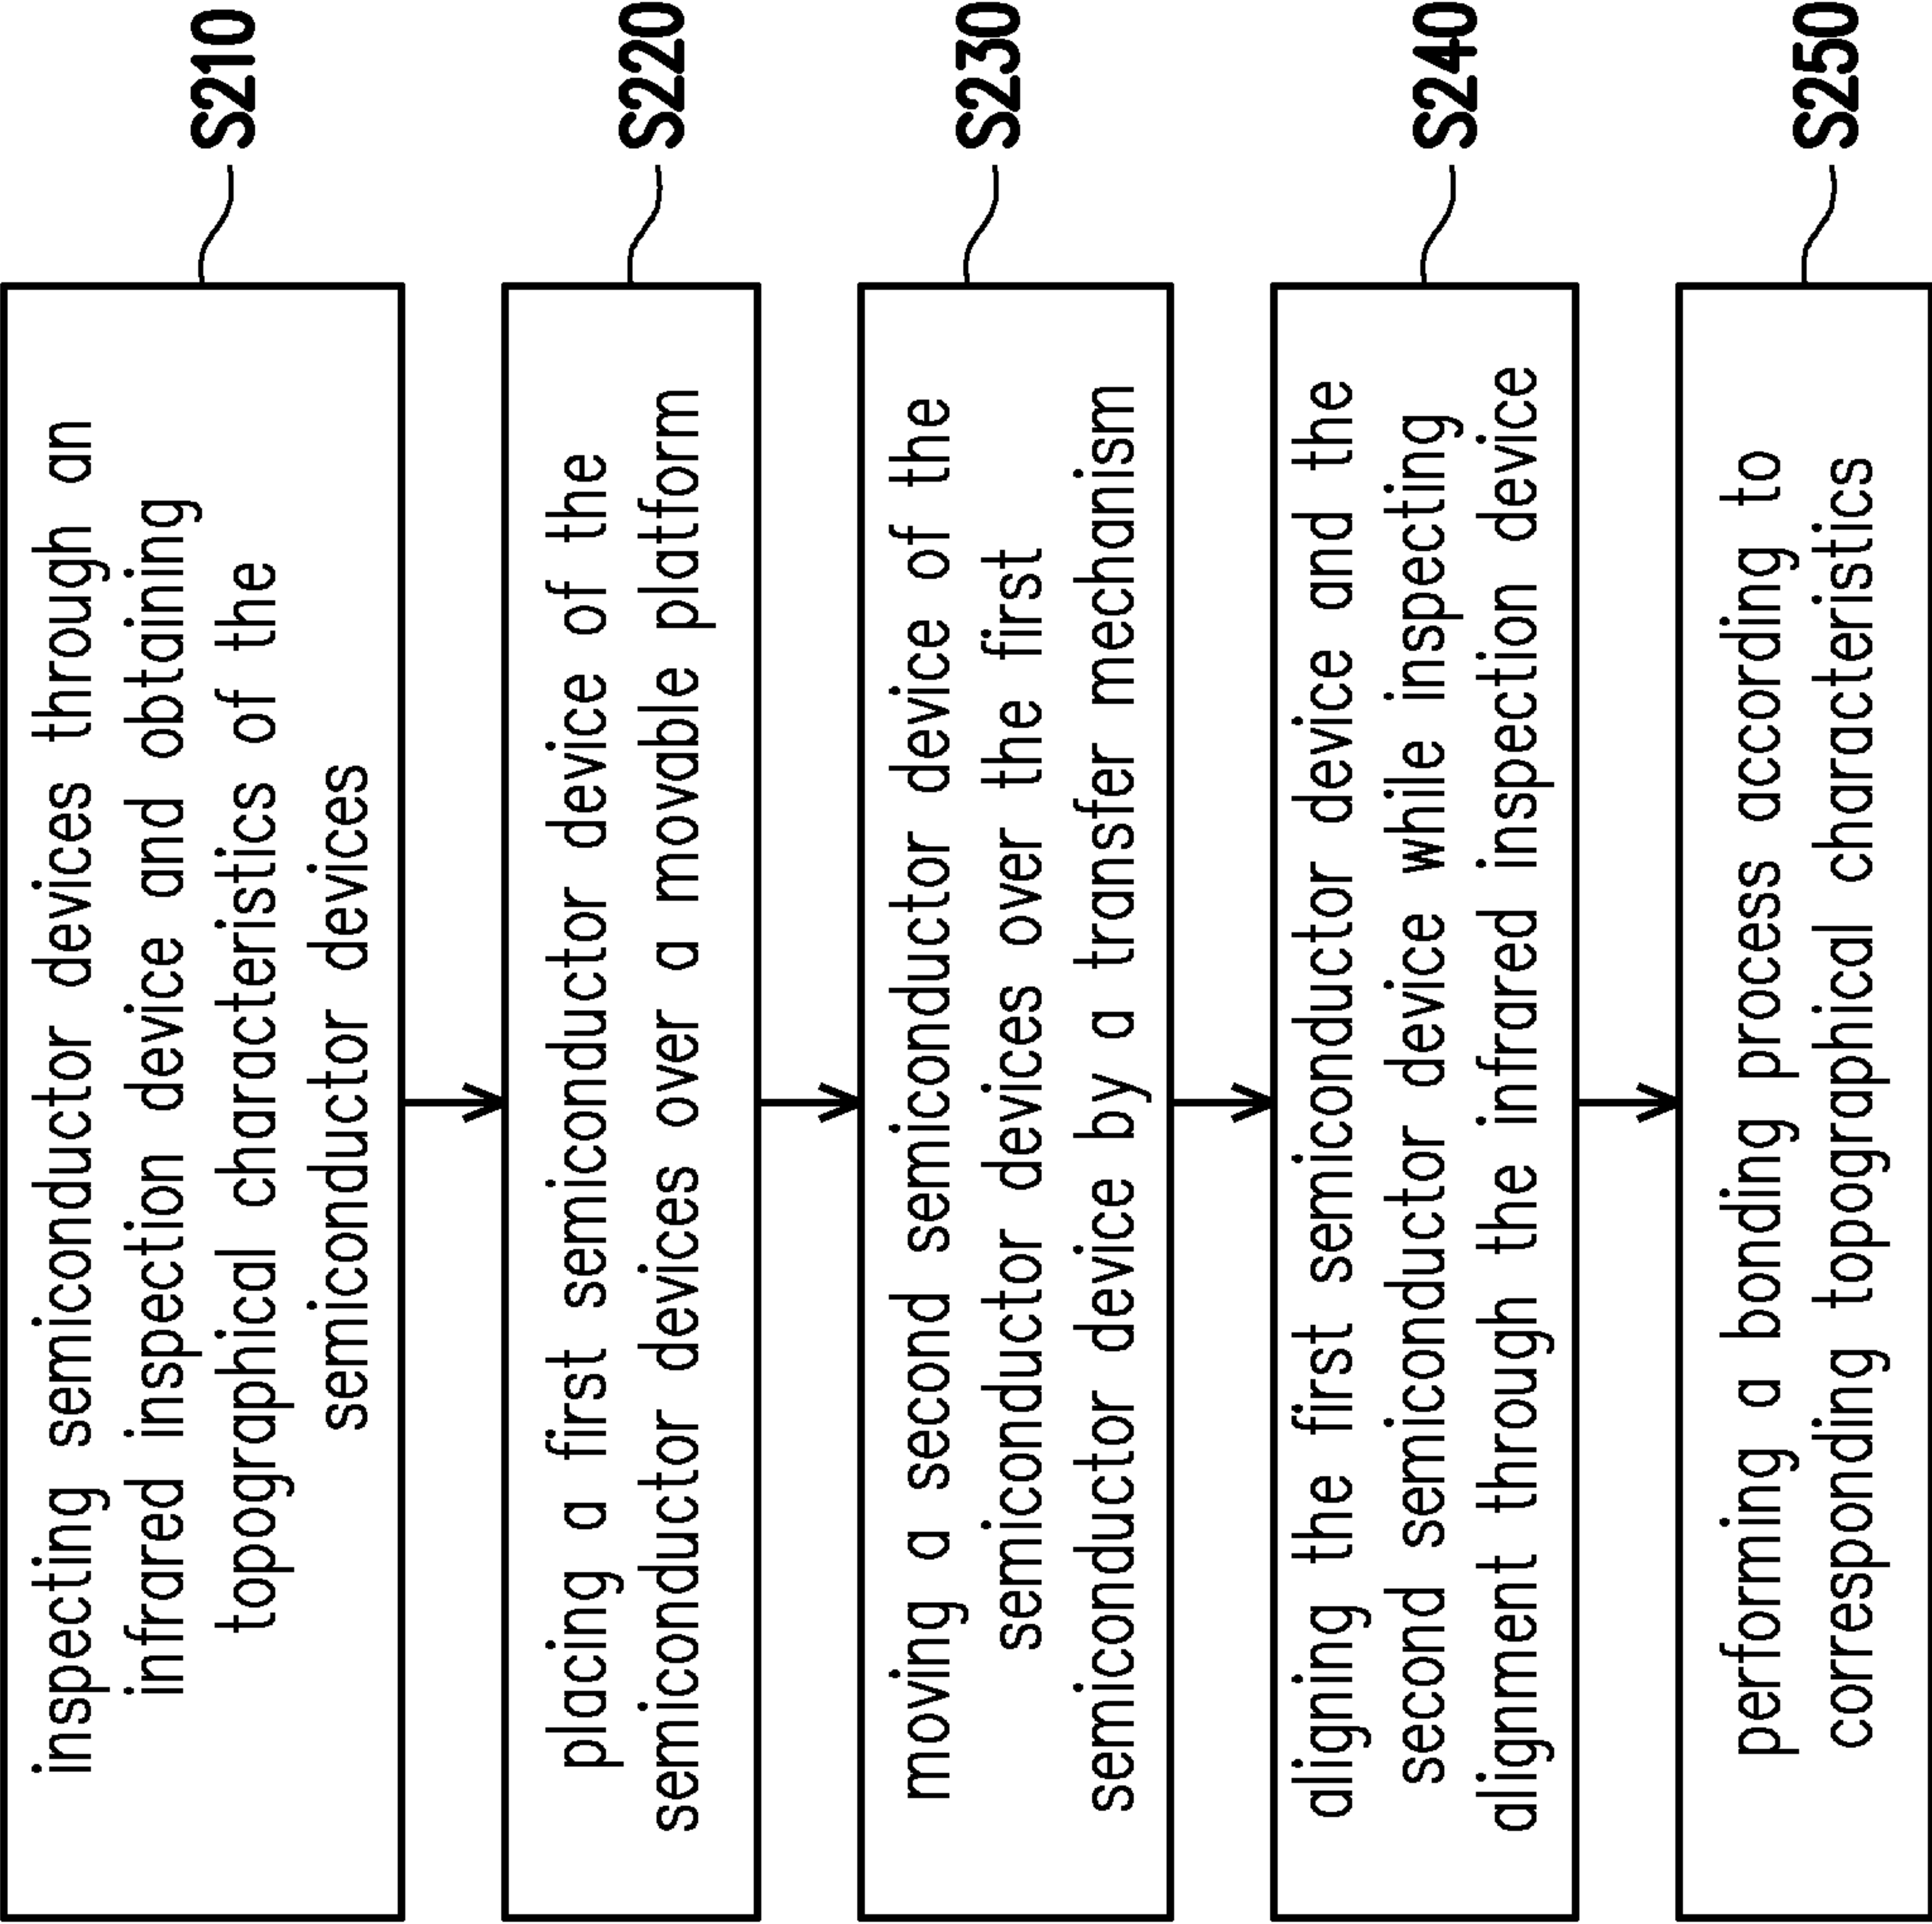 inspecting semiconductor devices through an
infrared inspection device and obtaining
topographical characteristics of the
semiconductor devices
S210
placing a first semiconductor device of the
semiconductor devices over a movable platform
S220
moving a second semiconductor device of the
semiconductor devices over the first
semiconductor device by a transfer mechanism
S230
aligning the first semiconductor device and the
second semiconductor device while inspecting
alignment through the infrared inspection device
S240
performing a bonding process according to
corresponding topographical characteristics
S250